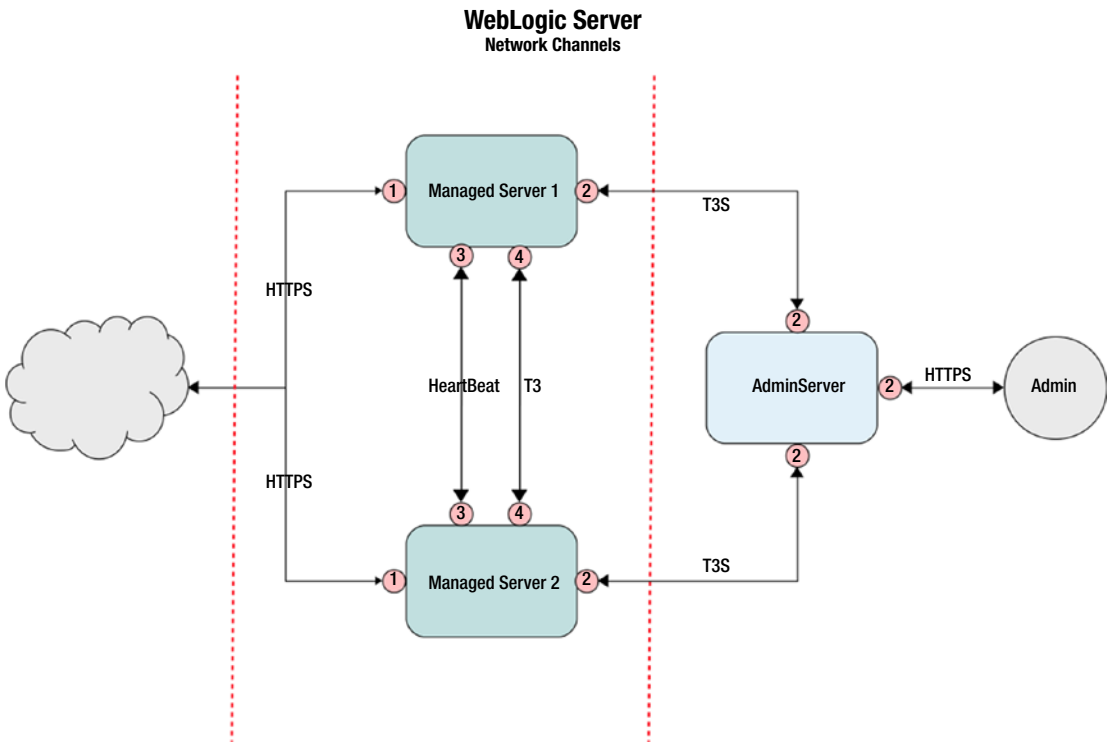 WebLogic Server
Network Channels
1
Managed Server 1
2
T3S
3
4
HTTPS
2
HeartBeat
T3
AdminServer
2
HTTPS
Admin
2
HTTPS
3
4
1
Managed Server 2
2
T3S